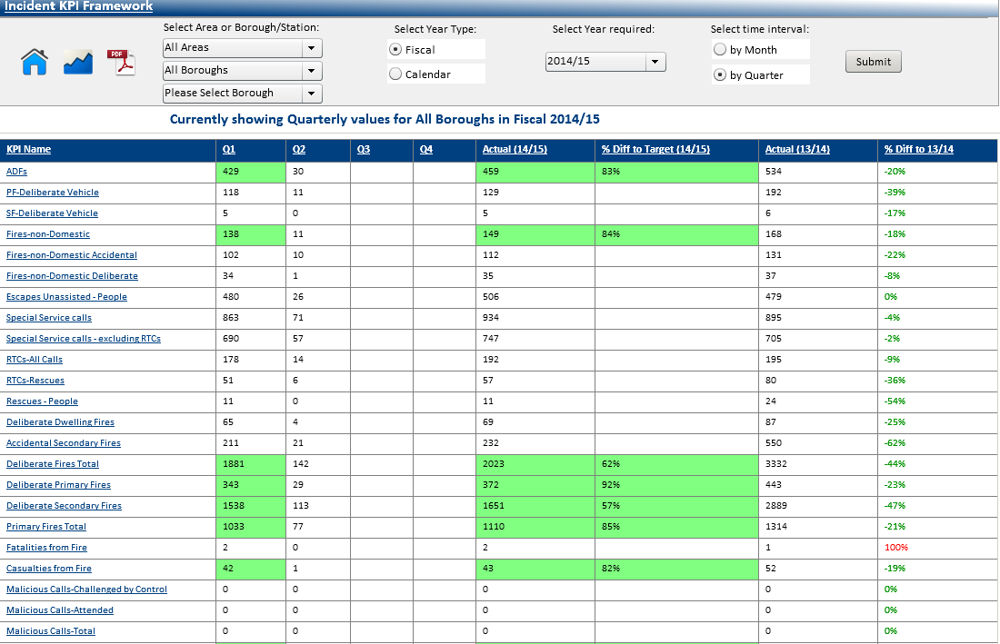 Incident KPI Framework
Select Area or Borough/Station:
Select Year Type:
Select Year required:
Select time interval:
All Areas
Fiscal
2014/15
by Month
Submit
PDF
All Boroughs
Calendar
by Quarter
Please Select Borough
Currently showing Quarterly values for All Boroughs in Fiscal 2014/15
KPI Name Q1 Q2 Q3 Q4 Actual (14/15) % Diff to Target (14/15) Actual (13/14) % Diff to 13/14
ADFs 429 30 459 83% 534 -20%
PF-Deliberate Vehicle 118 11 129 192 -39%
SF-Deliberate Vehicle 5 0 5 6 -17%
Fires-non-Domestic 138 11 149 84% 168 -18%
Fires-non-Domestic Accidental 102 10 112 131 -22%
Fires-non-Domestic Deliberate 34 1 35 37 -8%
Escapes Unassisted - People 480 26 506 479 0%
Special Service calls 863 71 934 895 -4%
Special Service calls - excluding RTCs 690 57 747 705 -2%
RTCs-All Calls 178 14 192 195 -9%
RTCs-Rescues 51 6 57 80 -36%
Rescues - People 11 0 11 24 -54%
Deliberate Dwelling Fires 65 4 69 87 -25%
Accidental Secondary Fires 211 21 232 550 -62%
Deliberate Fires Total 1881 142 2023 62% 3332 -44%
Deliberate Primary Fires 343 29 372 92% 443 -23%
Deliberate Secondary Fires 1538 113 1651 57% 2889 -47%
Primary Fires Total 1033 77 1110 85% 1314 -21%
Fatalities from Fire 2 0 2 1 100%
Casualties from Fire 42 1 43 82% 52 -19%
Malicious Calls-Challenged by Control 0 0 0 0 0%
Malicious Calls-Attended 0 0 0 0 0%
Malicious Calls-Total 0 0 0 0 0%